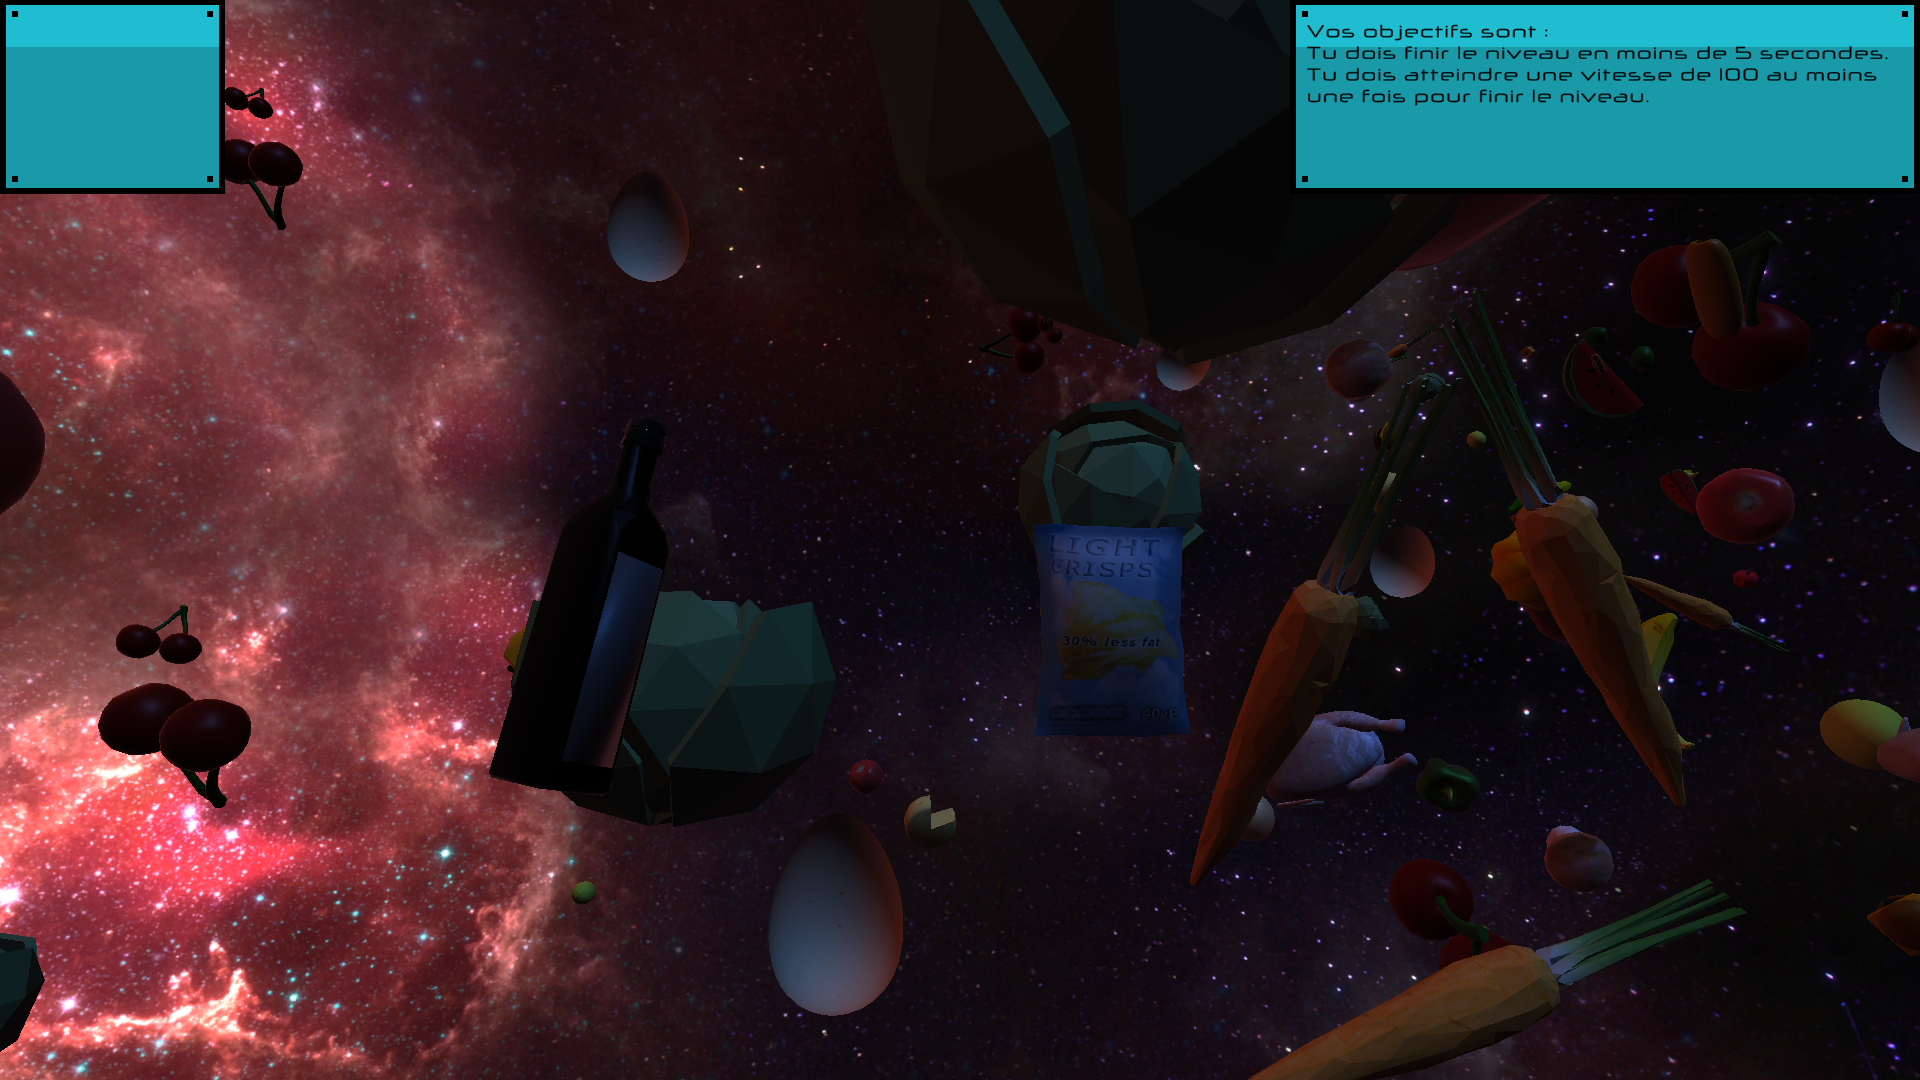 Vos objectifs sont :
Tu dois finir le niveau en moins de 5 secondes.
Tu dois atteindre une vitesse de 100 au moins
une fois pour finir le niveau.
LIGHT
CRISPS
30% less fat
40g℮